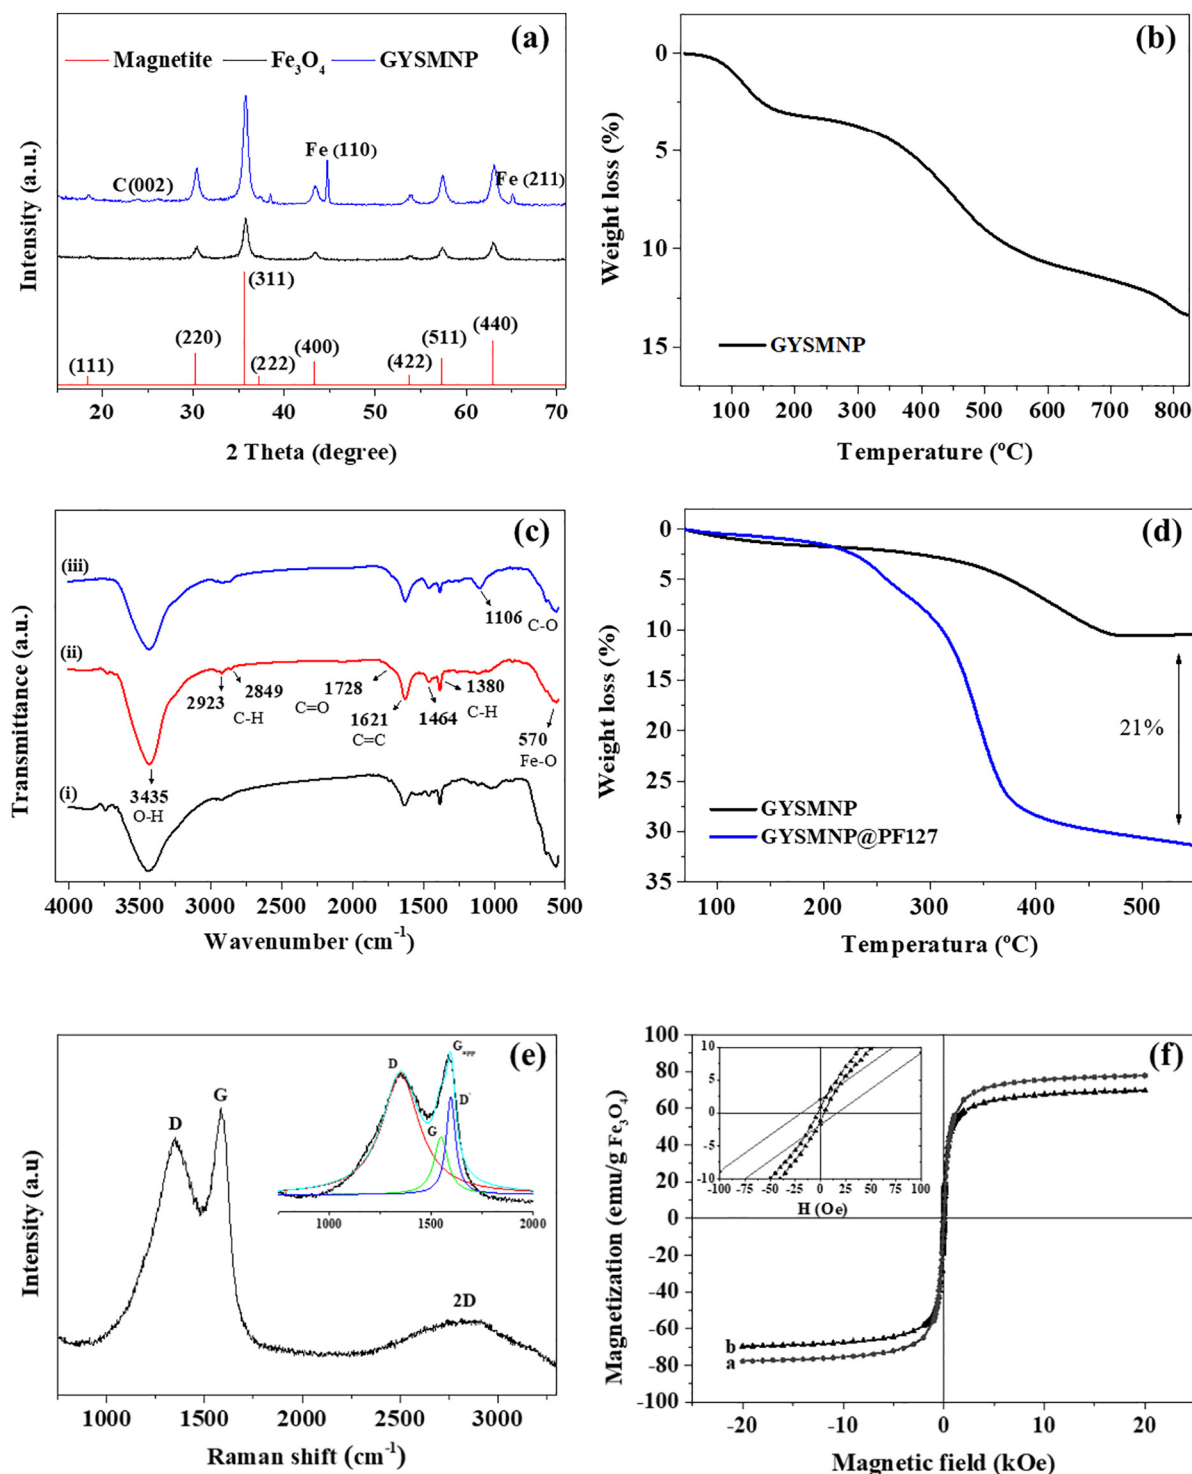 (a)
Magnetite Fe3O4 GYSMNP
Fe (110)
C(002)
Fe (211)
(311)
(220)
(440)
(111)
(222)
(400)
(422)
(511)
Intensity (a.u.)
20 30 40 50 60 70
2 Theta (degree)
(b)
0
5
10
15
Weight loss (%)
GYSMNP
100 200 300 400 500 600 700 800
Temperature (ºC)
(c)
(iii)
1106 C-O
(ii)
2923 2849
C-H
1728
C=O
1621
C=C
1464
1380
C-H
570
Fe-O
(i)
3435
O-H
Transmittance (a.u.)
4000 3500 3000 2500 2000 1500 1000 500
Wavenumber (cm-1)
(d)
0
5
10
15
20
25
30
35
Weight loss (%)
21%
GYSMNP
GYSMNP@PF127
100 200 300 400 500
Temperatura (ºC)
(e)
D
G
2D
D
Gapp
G
D'
1000 1500 2000
Intensity (a.u)
1000 1500 2000 2500 3000
Raman shift (cm-1)
(f)
100
80
60
40
20
0
-20
-40
-60
-80
-100
Magnetization (emu/g Fe3O4)
10
5
0
-5
-10
-100 -75 -50 -25 0 25 50 75 100
H (Oe)
b
a
-20 -10 0 10 20
Magnetic field (kOe)